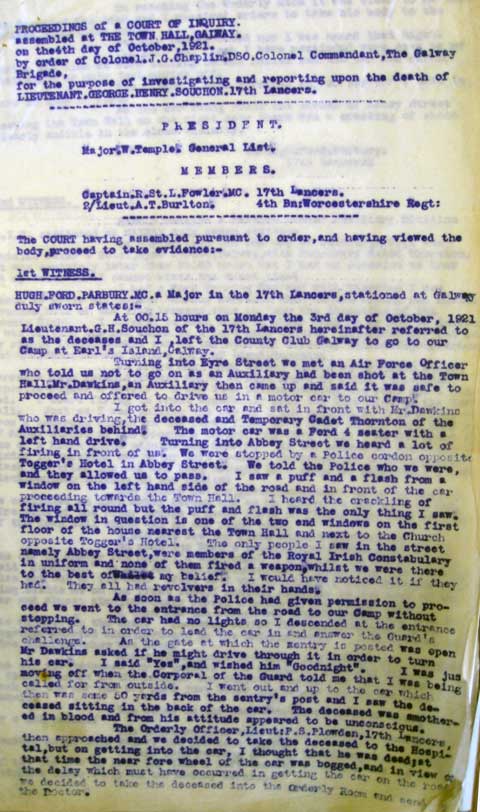 PROCEEDINGS of a COURT OF INQUIRY.
assembled at THE TOWN HALL, GALWAY.
on the 4th day of October, 1921.
by order of Colonel.J.G.Chaplin,DSO.Colonel Commandant,The Galway
Brigade,
for the purpose of investigating and reporting upon the death of
LIEUTENANT.GEORGE.HENRY.SOUCHON.17th Lancers.
PRESIDENT.
Major.W.Temple. General List.
MEMBERS.
Captain.R.St.L.Fowler.MC. 17th Lancers.
2/Lieut.A.T.Burlton. 4th Bn:Worcestershire Regt:
The COURT having assembled pursuant to order,and having viewed the
body,proceed to take evidence:-
1st WITNESS.
HUGH.FORD.PARBURY.MC.a Major in the 17th Lancers,stationed at Galway
duly sworn states:-
At 00.15 hours on Monday the 3rd day of October, 1921
Lieutenant.G.H.Souchon of the 17th Lancers hereinafter referred to
as the deceased and I ,left the County Club Galway to go to our
Camp at Earl's Island,Galway.
Turning into Eyre Street we met an Air Force Officer
who told us not to go on as an Auxiliary had been shot at the Town
Hall.Mr.Dawkins,an Auxiliary then came up and said it was safe to
proceed and offered to drive us in a motor car to our Camp.
I got into the car and sat in front with Mr.Dawkins
who was driving,the deceased and Temporary Cadet Thornton of the
Auxiliaries behind. The motor car was a Ford 4 seater with a
left hand drive. Turning into Abbey Street we heard a lot of
firing in front of us. We were stopped by a Police cordon opposite
Togger's Hotel in Abbey Street. We told the Police who we were,
and they allowed us to pass. I saw a puff and a flash from a
window on the left hand side of the road and in front of the car
proceeding towards the Town Hall. I heard the crackling of
firing all round but the puff and flash was the only thing I saw.
The window in question is one of the two end windows on the first
floor of the house nearest the Town Hall and next to the Church
opposite Togger's Hotel. The only people I saw in the street
namely Abbey Street,were members of the Royal Irish Constabulary
in uniform and none of them fired a weapon,whilst we were there
to the best of my belief. I would have noticed it if they
had. They all had revolvers in their hands.
As soon as the Police had given permission to pro-
ceed we went to the entrance from the road to our Camp without
stopping. The car had no lights so I descended at the entrance
referred to in order to lead the car in and answer the Guard's
challenge. As the gate at which the sentry is posted was open
Mr Dawkins asked if he might drive through it in order to turn
his car. I said "Yes",and wished him "Goodnight". I was jus
moving off when the Corporal of the Guard told me that I was being
called for from outside. I went out and up to the car which
then was some 50 yards from the sentry's post and I saw the de-
ceased sitting in the back of the car. The deceased was smother-
ed in blood and from his attitude appeared to be unconscious.
The Orderly officer,Lieut:P.S.Plowden,17th Lancers,
then approached and we decided to take the deceased to the Hospi-
tal,but on getting into the car, I thought that he was dead;at
that time the near fore wheel of the car was bogged,and in view of
the delay which must have occurred in getting the car on the road
we decided to take the deceased into the Orderly Room and send
the Doctor.